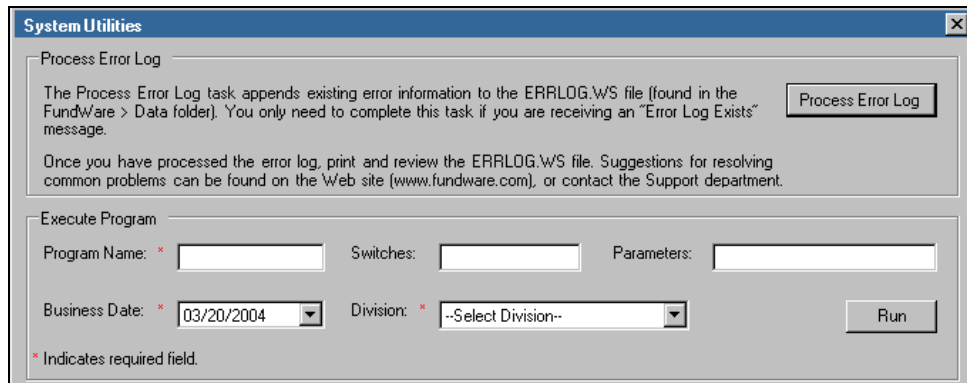 System Utilities
Process Error Log
The Process Error Log task appends existing error information to the ERRLOG.WS file (found in the
FundWare > Data folder). You only need to complete this task if you are receiving an "Error Log Exists"
message.
Process Error Log
Once you have processed the error log, print and review the ERRLOG.WS file. Suggestions for resolving
common problems can be found on the Web site (www.fundware.com), or contact the Support department.
Execute Program
Program Name: * Switches: Parameters:
Business Date: * 03/20/2004 Division: * --Select Division-- Run
* Indicates required field.